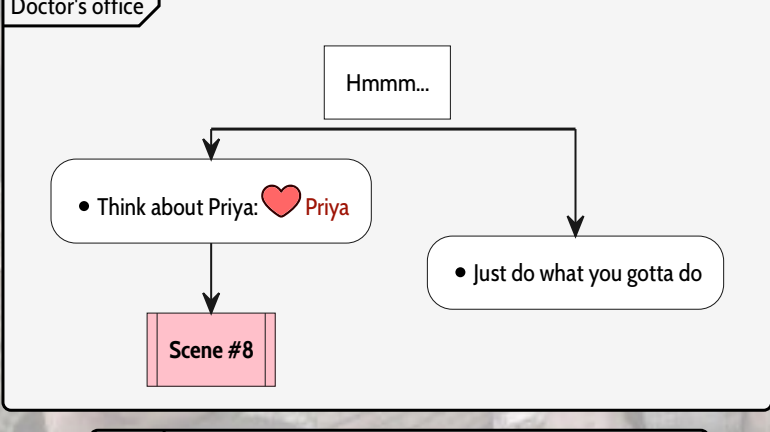 Doctor's office
Hmmm...
• Think about Priya: Priya
• Just do what you gotta do
Scene #8